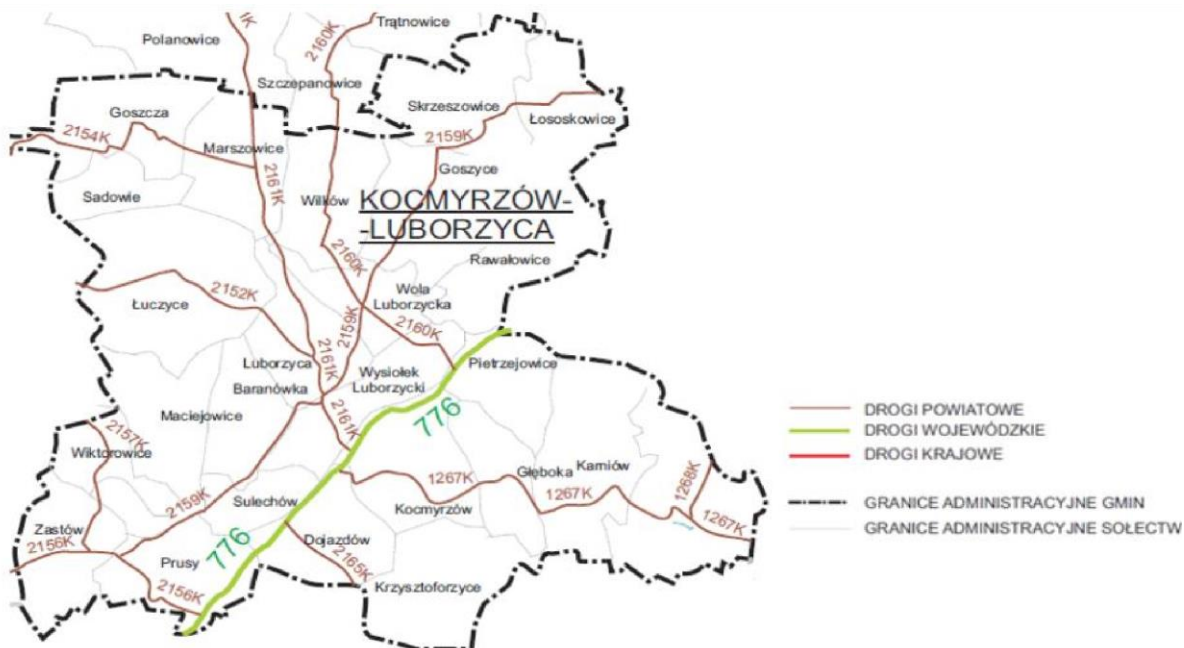 1K
Trątnowice
Polanowice
2160K
Szczepanowice
Goszcza
Skrzeszowice
Łososkowice
2154K
2159K
Marszowice
Goszyce
2161K
Sadowie
Wilków
KOCMYRZÓW-
-LUBORZYCA
2160K
Rawałowice
2152K
Wola
Luborzycka
Łuczyce
2159K
2160K
Luborzyca
2161K
Pietrzejowice
Wysiołek
Luborzycki
Baranówka
Maciejowice
776
2161K
2157K
Wiktorowice
Głęboka
Karniów
1267K
1267K
1268K
2159K
Sulechów
Kocmyrzów
1267K
Zastów
2156K
776
Dojazdów
Prusy
2165K
2156K
Krzysztoforzyce
DROGI POWIATOWE
DROGI WOJEWÓDZKIE
DROGI KRAJOWE
GRANICE ADMINISTRACYJNE GMIN
GRANICE ADMINISTRACYJNE SOŁECTW